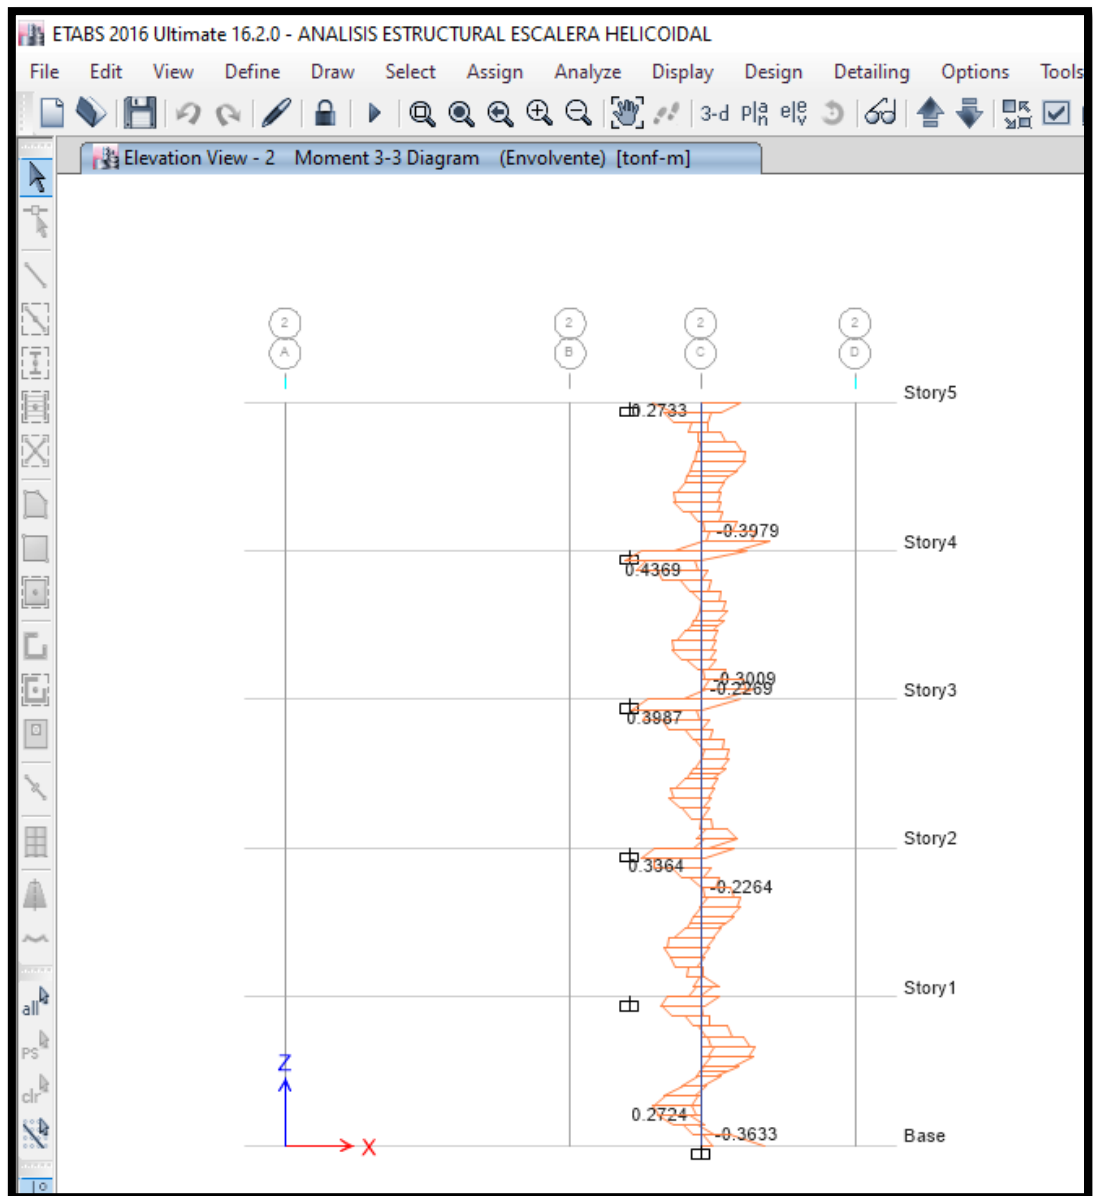 ETABS 2016 Ultimate 16.2.0 - ANALISIS ESTRUCTURAL ESCALERA HELICOIDAL
File Edit View Define Draw Select Assign Analyze Display Design Detailing Options Tools
3-d
Elevation View - 2 Moment 3-3 Diagram (Envolvente) [tonf-m]
2 2 2 2
A B C D
Story5
0.2733
-0.3979
Story4
0.4369
-0.3009
-0.2269
Story3
0.3987
Story2
0.3364
-0.2264
Story1
all
PS
clr
Z
0.2724
-0.3633
Base
X